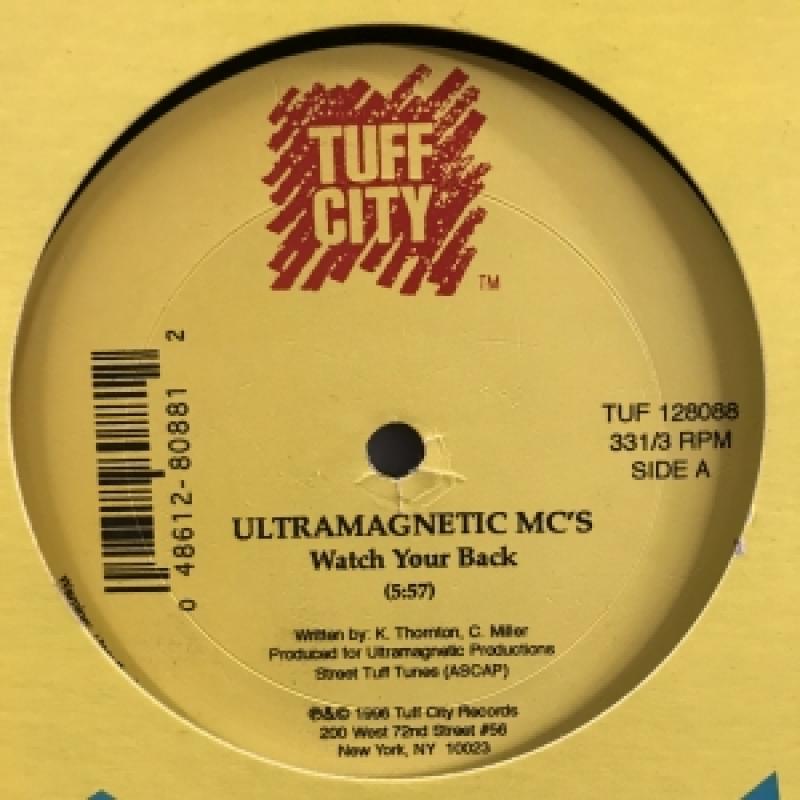 TUFF
CITY
TM
0 48612-80881 2
TUF 128088
331/3 RPM
SIDE A
ULTRAMAGNETIC MC'S
Watch Your Back
(5:57)
Written by: K. Thornton, C. Miller
Produced for Ultramagnetic Productions
Street Tuff Tunes (ASCAP)
℗&© 1996 Tuff City Records
200 West 72nd Street #56
New York, NY 10023